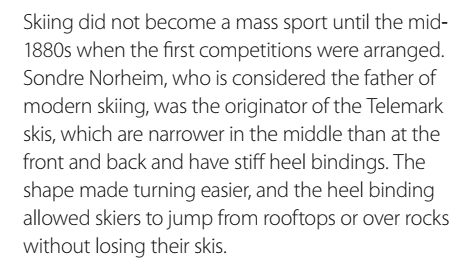 Skiing did not become a mass sport until the mid-
1880s when the first competitions were arranged.
Sondre Norheim, who is considered the father of
modern skiing, was the originator of the Telemark
skis, which are narrower in the middle than at the
front and back and have stiff heel bindings. The
shape made turning easier, and the heel binding
allowed skiers to jump from rooftops or over rocks
without losing their skis.